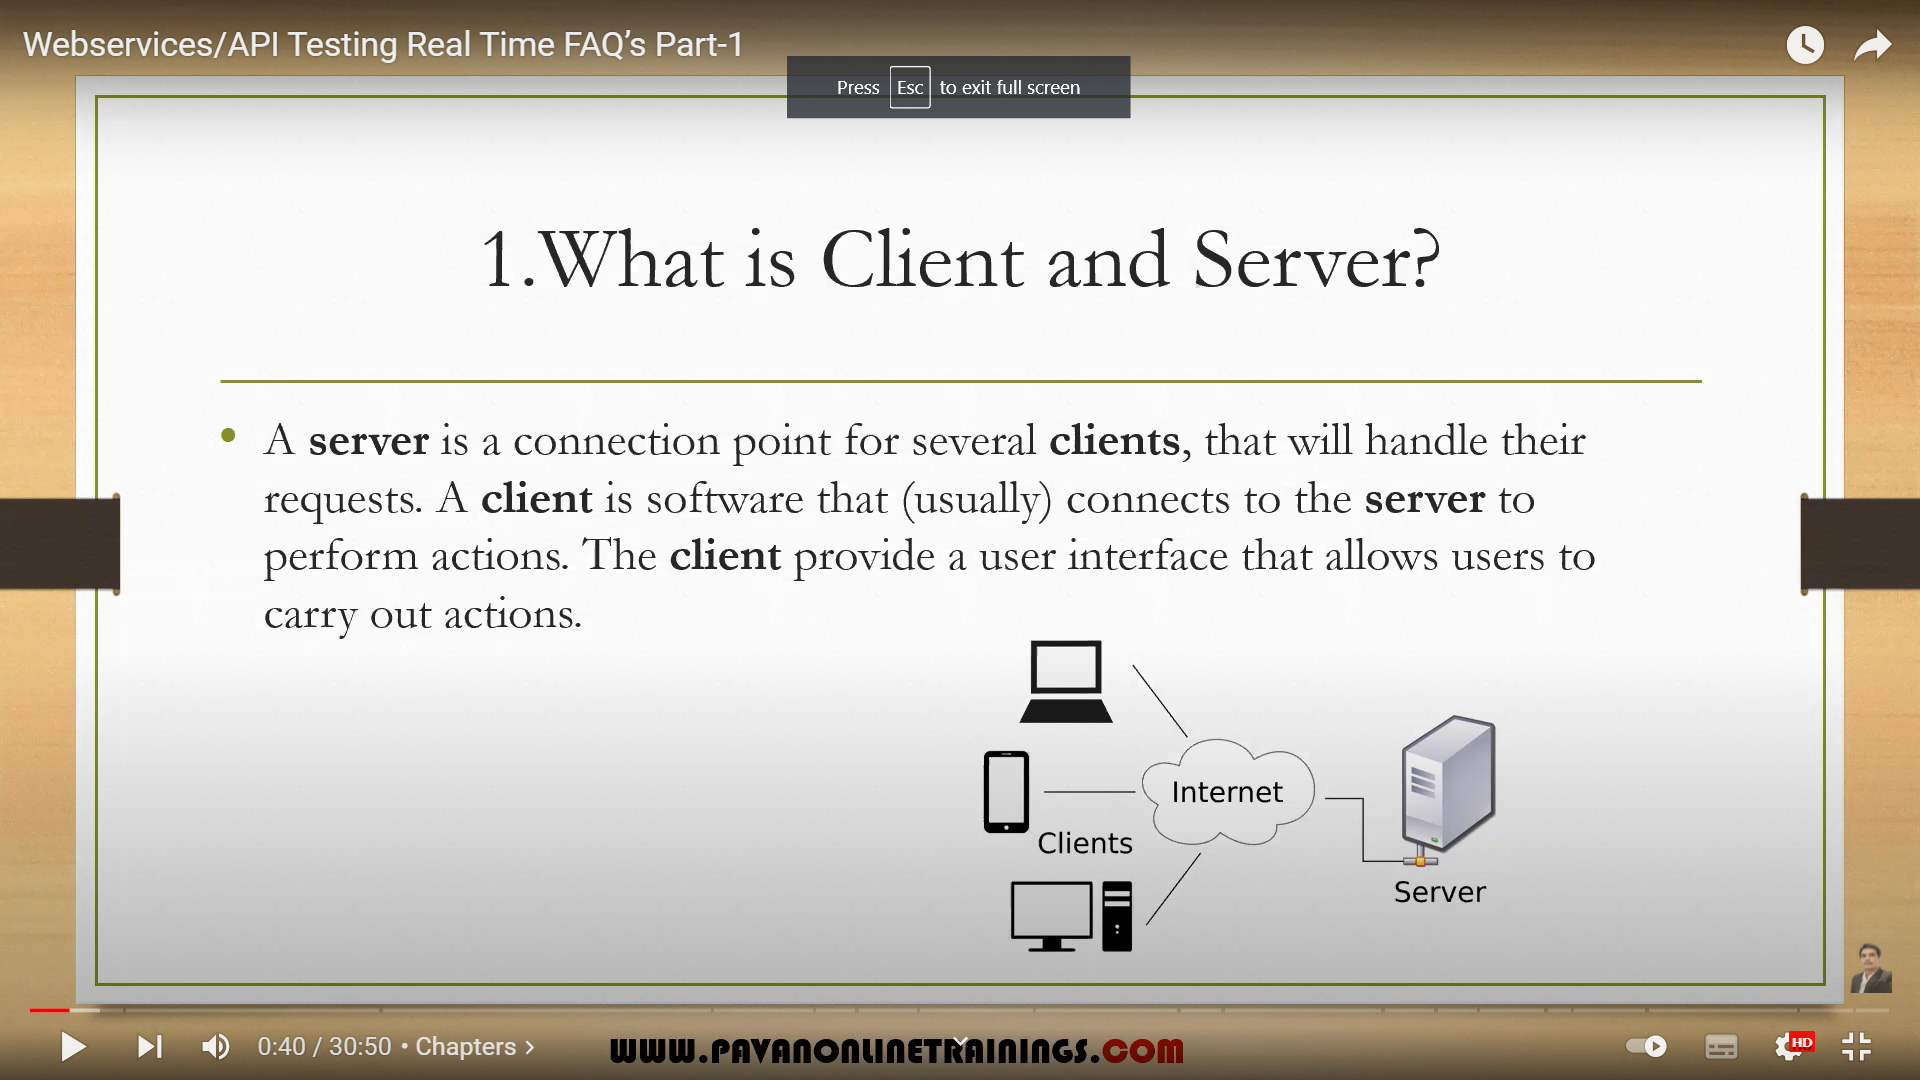 Webservices/API Testing Real Time FAQ’s Part-1
Press Esc to exit full screen
1.What is Client and Server?
• A server is a connection point for several clients, that will handle their
requests. A client is software that (usually) connects to the server to
perform actions. The client provide a user interface that allows users to
carry out actions.
Internet
Clients
Server
0:40 / 30:50 • Chapters
WWW.PAVANONLINETRAININGS.COM
HD